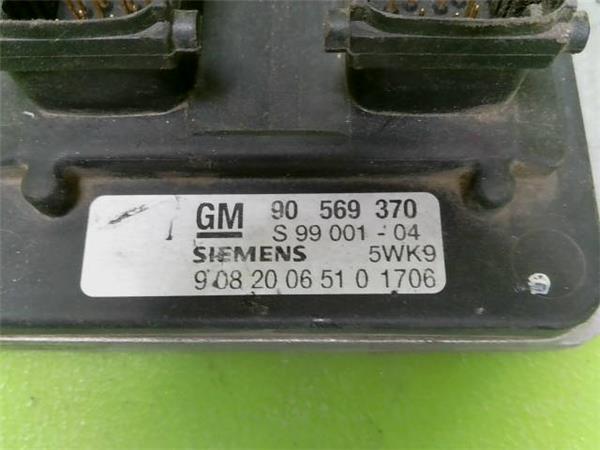 GM 90 569 370
S 99 001 - 04
SIEMENS 5WK9
9 08 20 06 51 0 1706